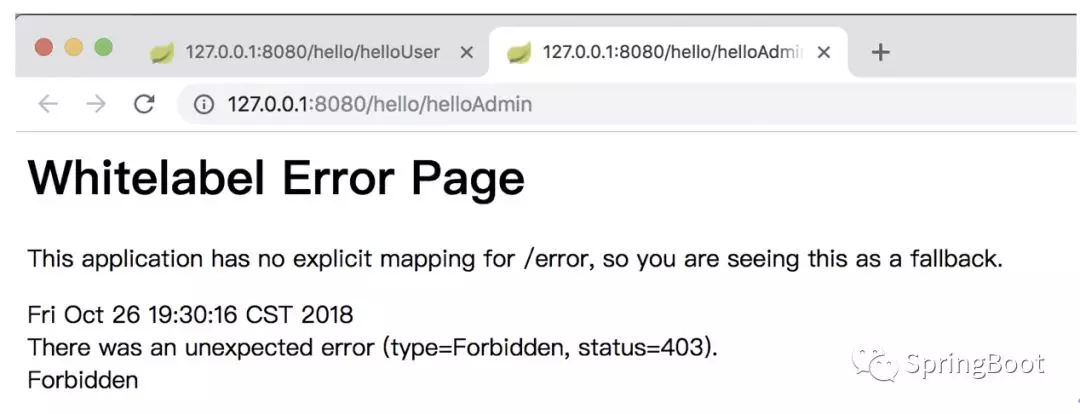 127.0.0.1:8080/hello/helloUser
127.0.0.1:8080/hello/helloAdmin
127.0.0.1:8080/hello/helloAdmin
Whitelabel Error Page
This application has no explicit mapping for /error, so you are seeing this as a fallback.
Fri Oct 26 19:30:16 CST 2018
There was an unexpected error (type=Forbidden, status=403).
Forbidden
SpringBoot